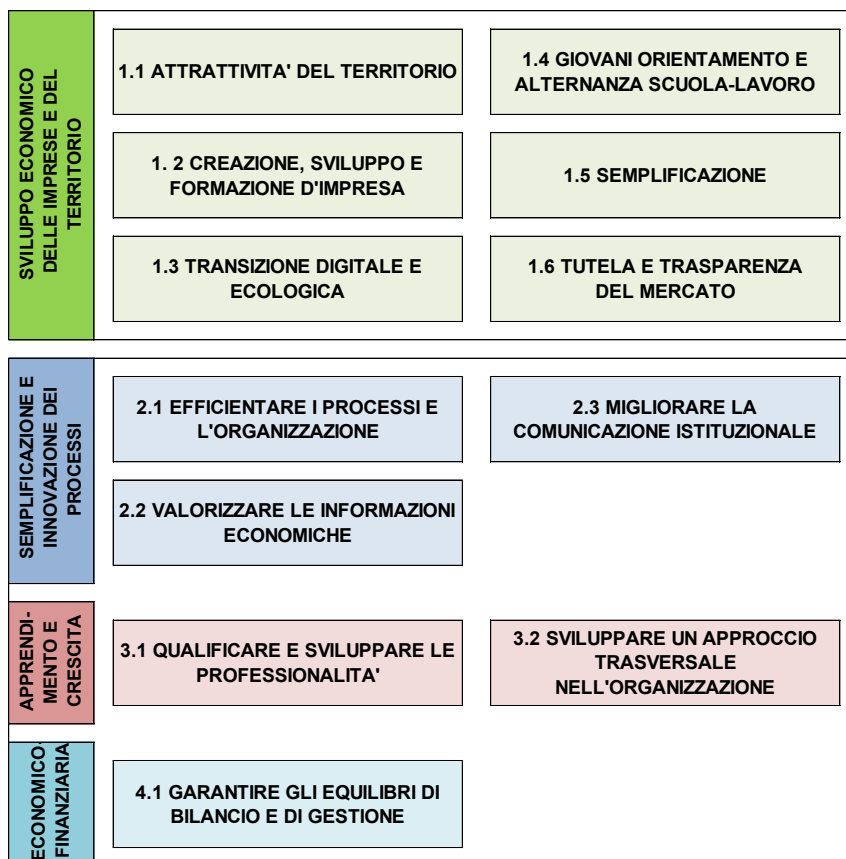 SVILUPPO ECONOMICO
DELLE IMPRESE E DEL
TERRITORIO
1.1 ATTRATTIVITA' DEL TERRITORIO
1.4 GIOVANI ORIENTAMENTO E
ALTERNANZA SCUOLA-LAVORO
1. 2 CREAZIONE, SVILUPPO E
FORMAZIONE D'IMPRESA
1.5 SEMPLIFICAZIONE
1.3 TRANSIZIONE DIGITALE E
ECOLOGICA
1.6 TUTELA E TRASPARENZA
DEL MERCATO
SEMPLIFICAZIONE E
INNOVAZIONE DEI
PROCESSI
2.1 EFFICIENTARE I PROCESSI E
L'ORGANIZZAZIONE
2.3 MIGLIORARE LA
COMUNICAZIONE ISTITUZIONALE
2.2 VALORIZZARE LE INFORMAZIONI
ECONOMICHE
APPRENDI-
MENTO E
CRESCITA
3.1 QUALIFICARE E SVILUPPARE LE
PROFESSIONALITA'
3.2 SVILUPPARE UN APPROCCIO
TRASVERSALE
NELL'ORGANIZZAZIONE
ECONOMICO-
FINANZIARIA
4.1 GARANTIRE GLI EQUILIBRI DI
BILANCIO E DI GESTIONE